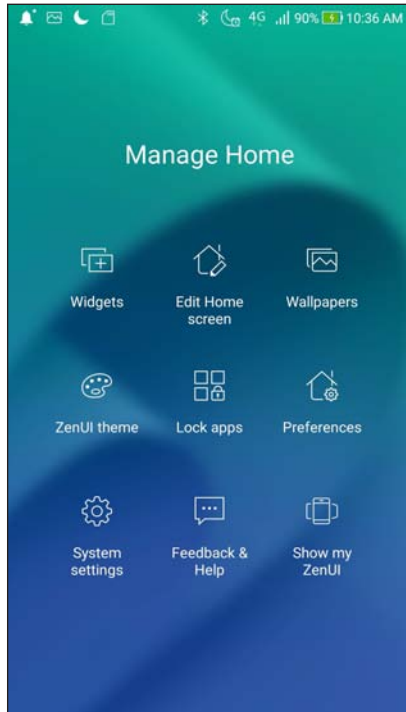 4G 90% 10:36 AM
Manage Home
Widgets
Edit Home
screen
Wallpapers
ZenUI theme
Lock apps
Preferences
System
settings
Feedback &
Help
Show my
ZenUI